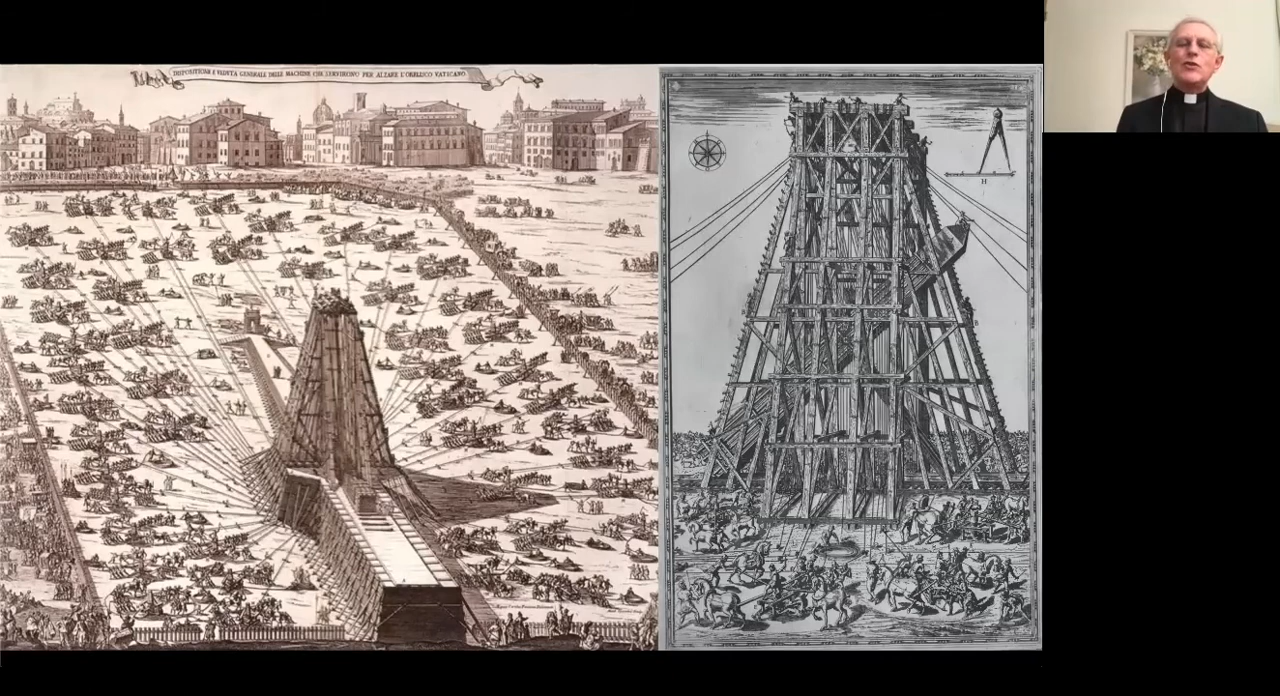 DISPOSITIONE E VEDUTA GENERALE DELLE MACHINE CHE SERVIRONO PER ALZARE L'OBELISCO VATICANO
H